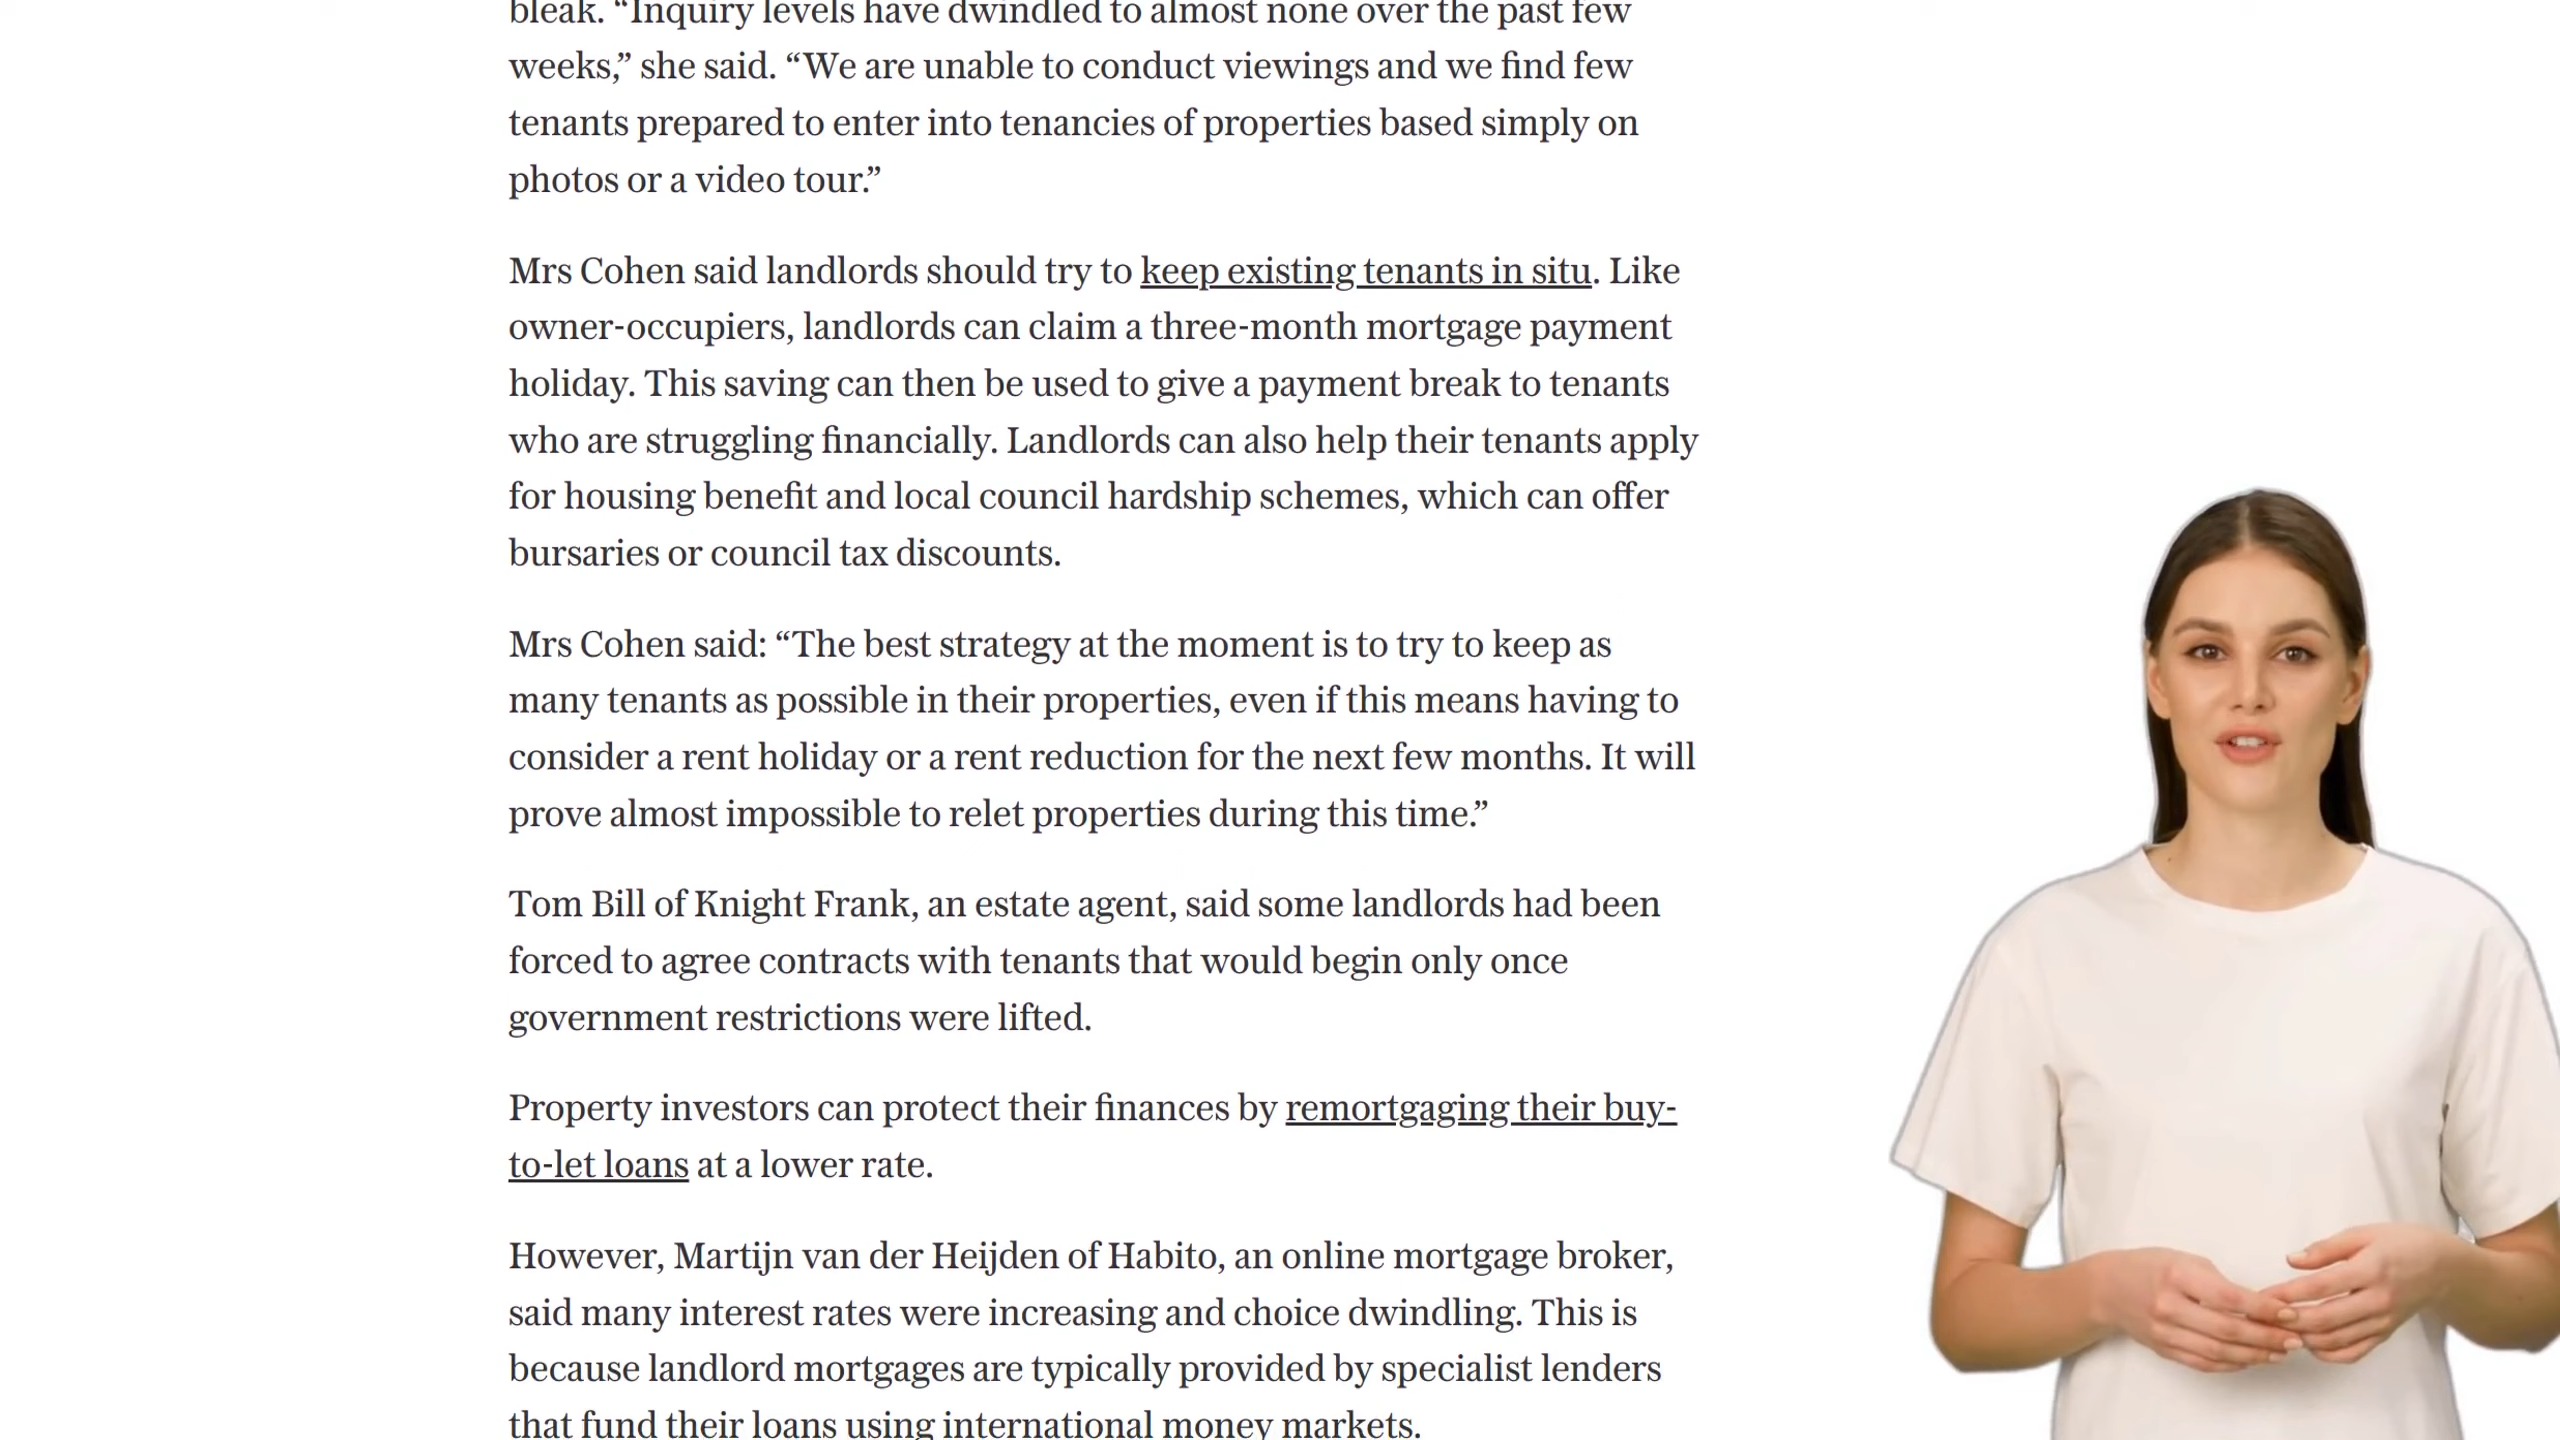 bleak. “Inquiry levels have dwindled to almost none over the past few
weeks,” she said. “We are unable to conduct viewings and we find few
tenants prepared to enter into tenancies of properties based simply on
photos or a video tour.”
Mrs Cohen said landlords should try to keep existing tenants in situ. Like
owner-occupiers, landlords can claim a three-month mortgage payment
holiday. This saving can then be used to give a payment break to tenants
who are struggling financially. Landlords can also help their tenants apply
for housing benefit and local council hardship schemes, which can offer
bursaries or council tax discounts.
Mrs Cohen said: “The best strategy at the moment is to try to keep as
many tenants as possible in their properties, even if this means having to
consider a rent holiday or a rent reduction for the next few months. It will
prove almost impossible to relet properties during this time.”
Tom Bill of Knight Frank, an estate agent, said some landlords had been
forced to agree contracts with tenants that would begin only once
government restrictions were lifted.
Property investors can protect their finances by remortgaging their buy-
to-let loans at a lower rate.
However, Martijn van der Heijden of Habito, an online mortgage broker,
said many interest rates were increasing and choice dwindling. This is
because landlord mortgages are typically provided by specialist lenders
that fund their loans using international money markets.